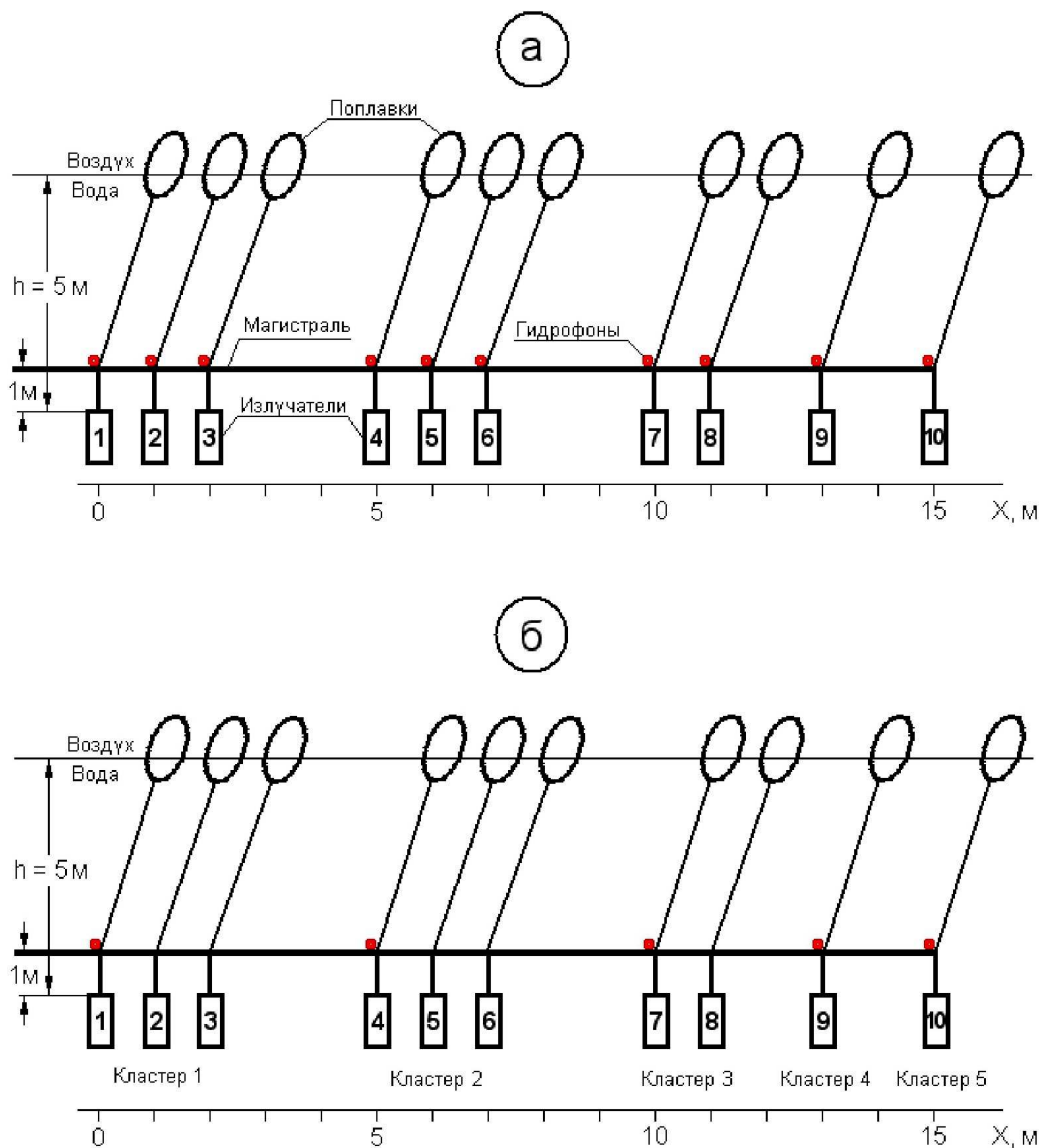 а
Поплавки
Воздух
Вода
h = 5 м
Магистраль
Гидрофоны
1м
Излучатели
1 2 3 4 5 6 7 8 9 10
0 5 10 15 Х, м
б
Воздух
Вода
h = 5м
1м
1 2 3 4 5 6 7 8 9 10
Кластер 1 Кластер 2 Кластер 3 Кластер 4 Кластер 5
0 5 10 15 Х, м